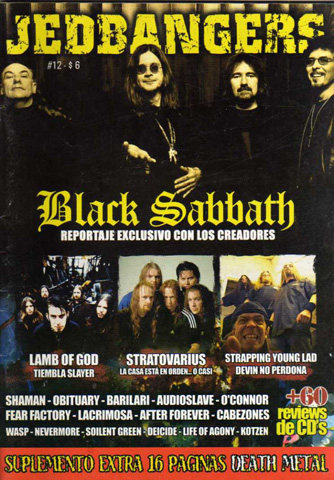 JEDBANGERS
#12 - $ 6
Black Sabbath
REPORTAJE EXCLUSIVO CON LOS CREADORES
LAMB OF GOD
TIEMBLA SLAYER
STRATOVARIUS
LA CASA ESTA EN ORDEN... O CASI
STRAPPING YOUNG LAD
DEVIN NO PERDONA
SHAMAN - OBITUARY - BARILARI - AUDIOSLAVE - O'CONNOR
FEAR FACTORY - LACRIMOSA - AFTER FOREVER - CABEZONES
WASP - NEVERMORE - SOILENT GREEN - DEICIDE - LIFE OF AGONY - KOTZEN
+60
reviews
de CD's
SUPLEMENTO EXTRA 16 PAGINAS DEATH METAL